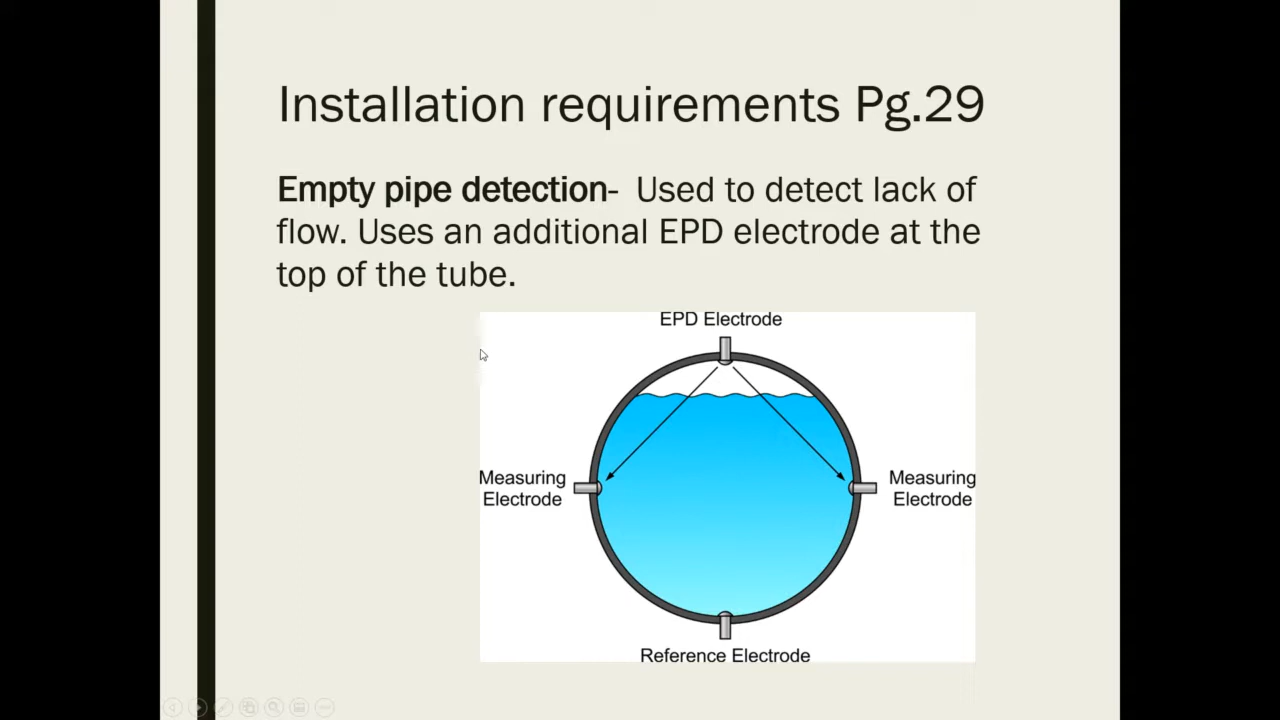 Installation requirements Pg.29
Empty pipe detection- Used to detect lack of
flow. Uses an additional EPD electrode at the
top of the tube.
EPD Electrode
Measuring
Electrode
Measuring
Electrode
Reference Electrode